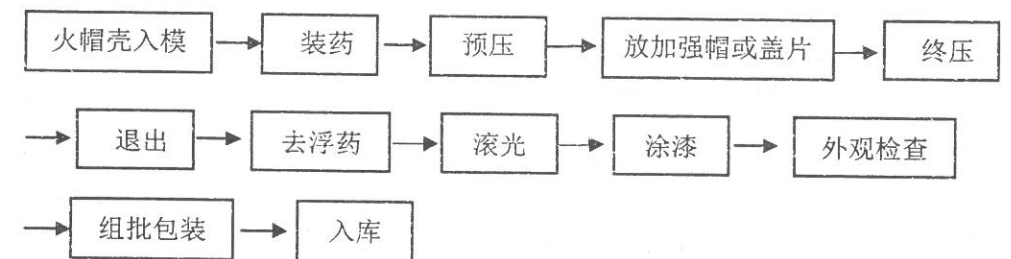 火帽壳入模 装药 预压 放加强帽或盖片 终压
退出 去浮药 滚光 涂漆 外观检查
组批包装 入库